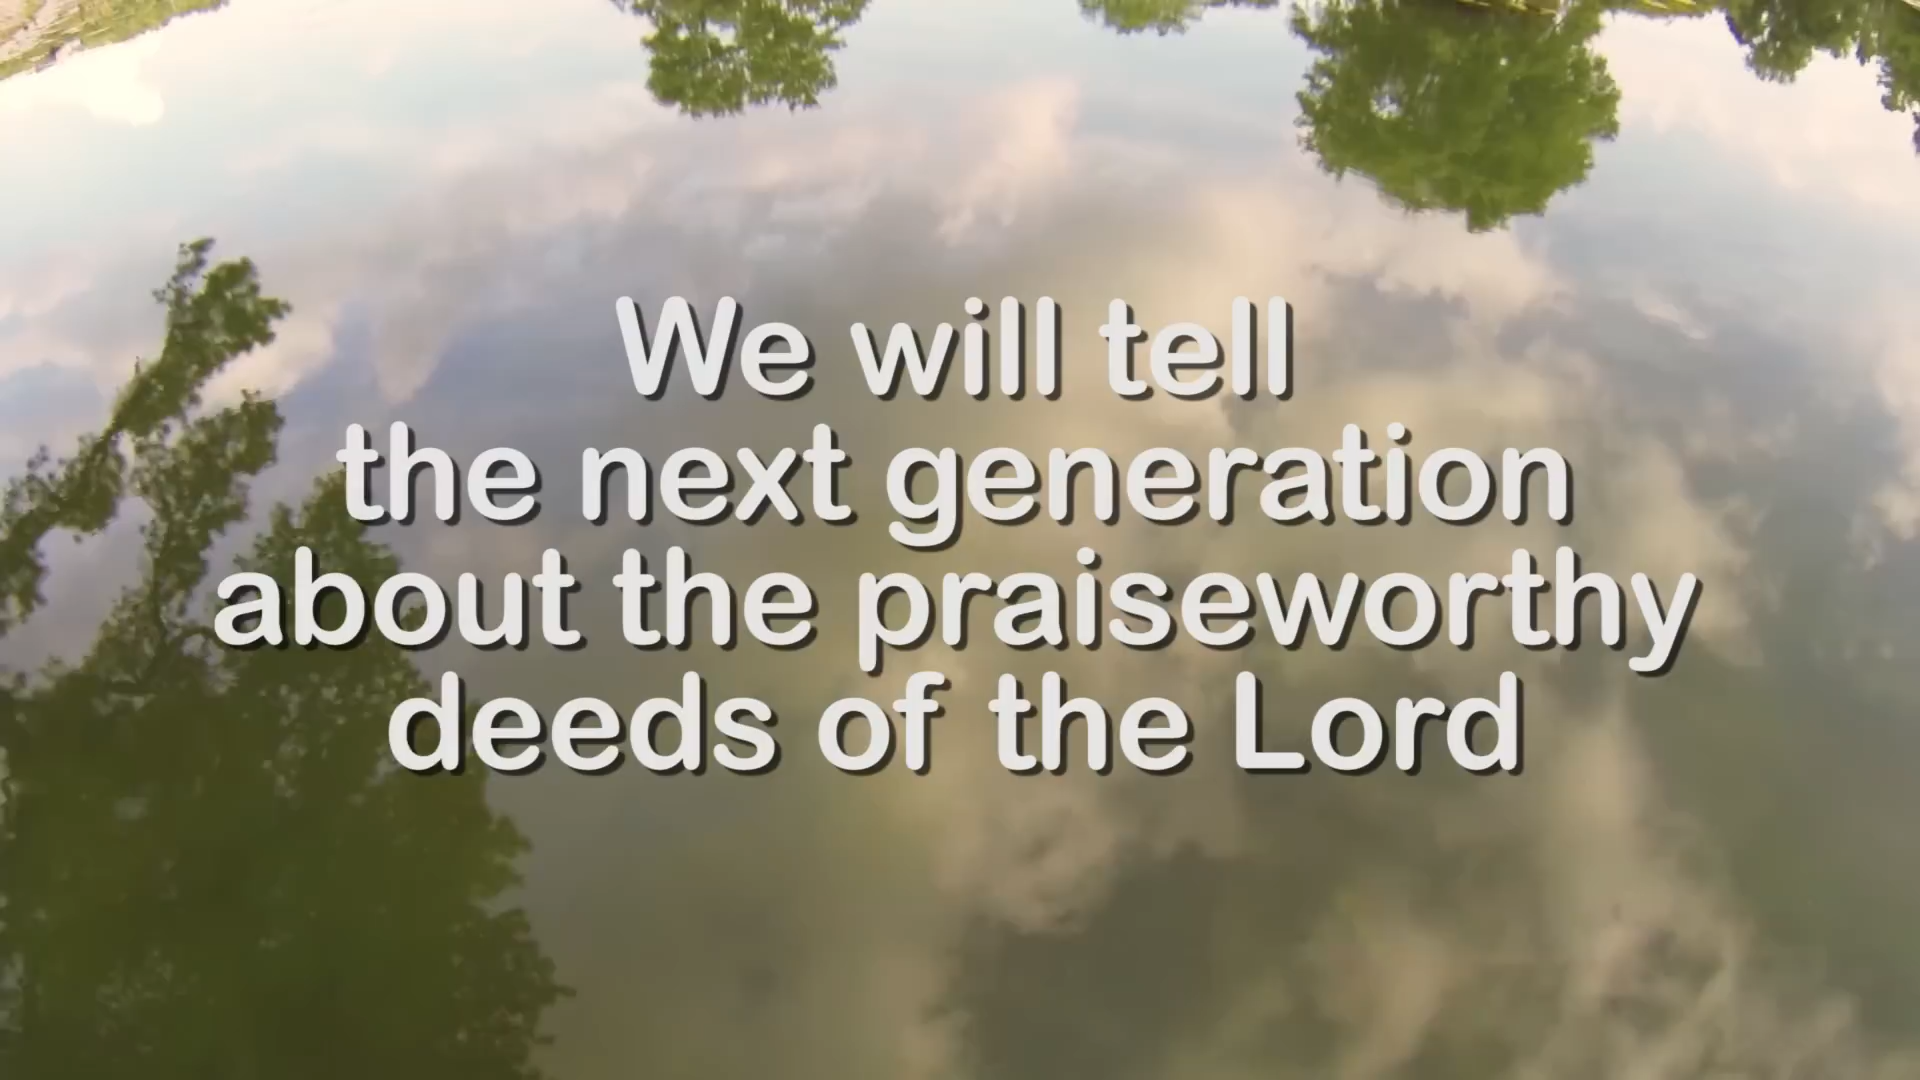 We will tell
the next generation
about the praiseworthy
deeds of the Lord